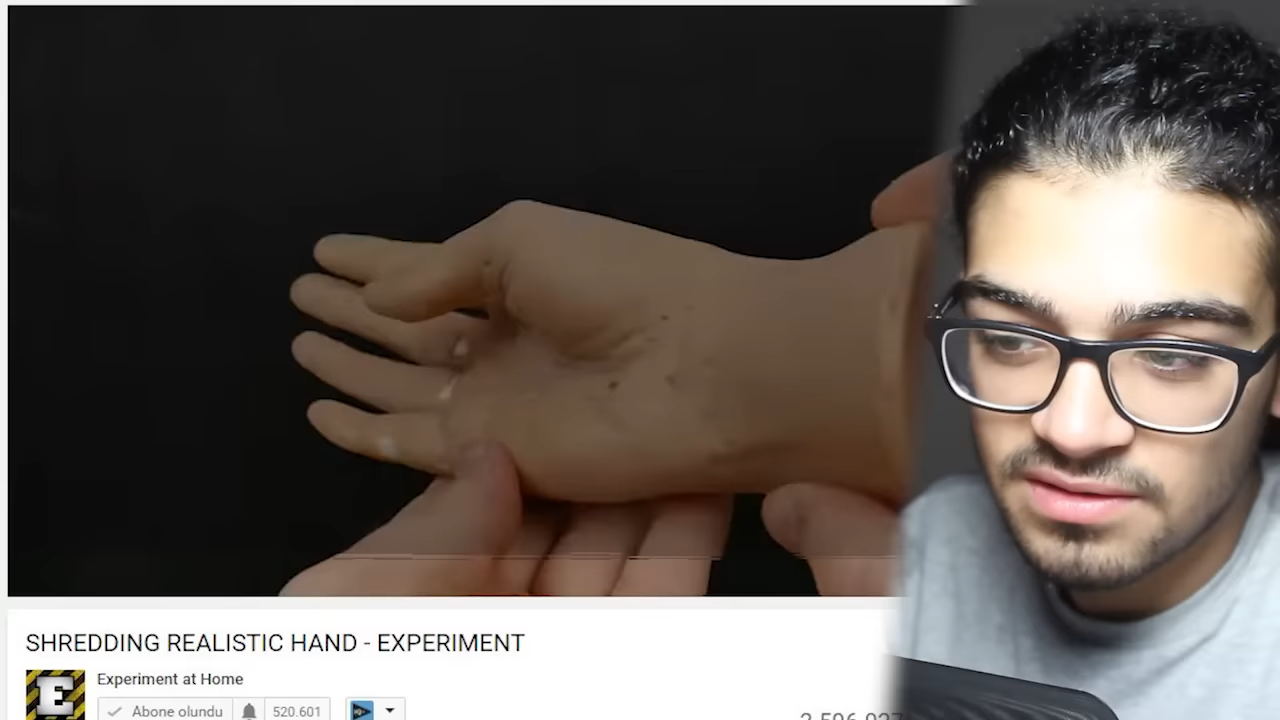 SHREDDING REALISTIC HAND - EXPERIMENT
E
Experiment at Home
Abone olundu 520.601